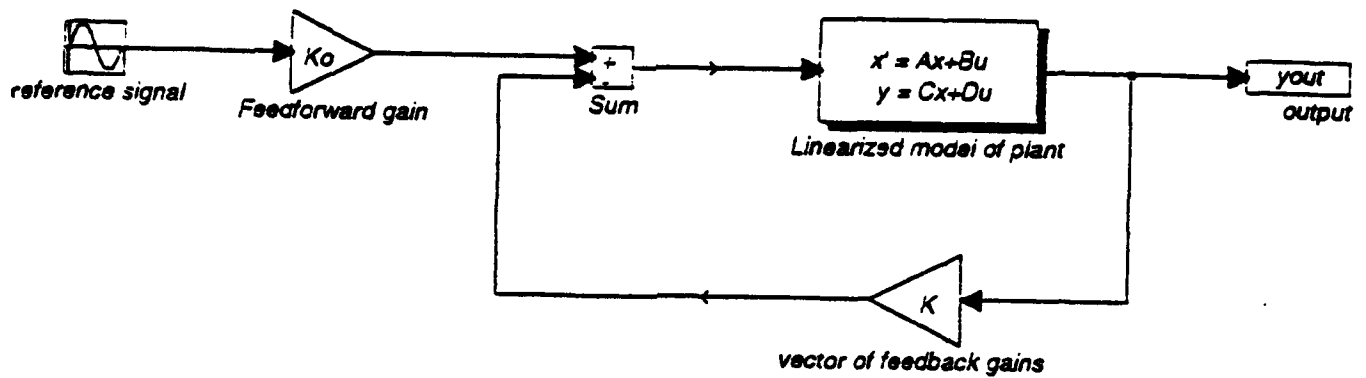 reference signal
Ko
Feedforward gain
+
-
Sum
x' = Ax+Bu
y = Cx+Du
Linearized model of plant
yout
output
K
vector of feedback gains